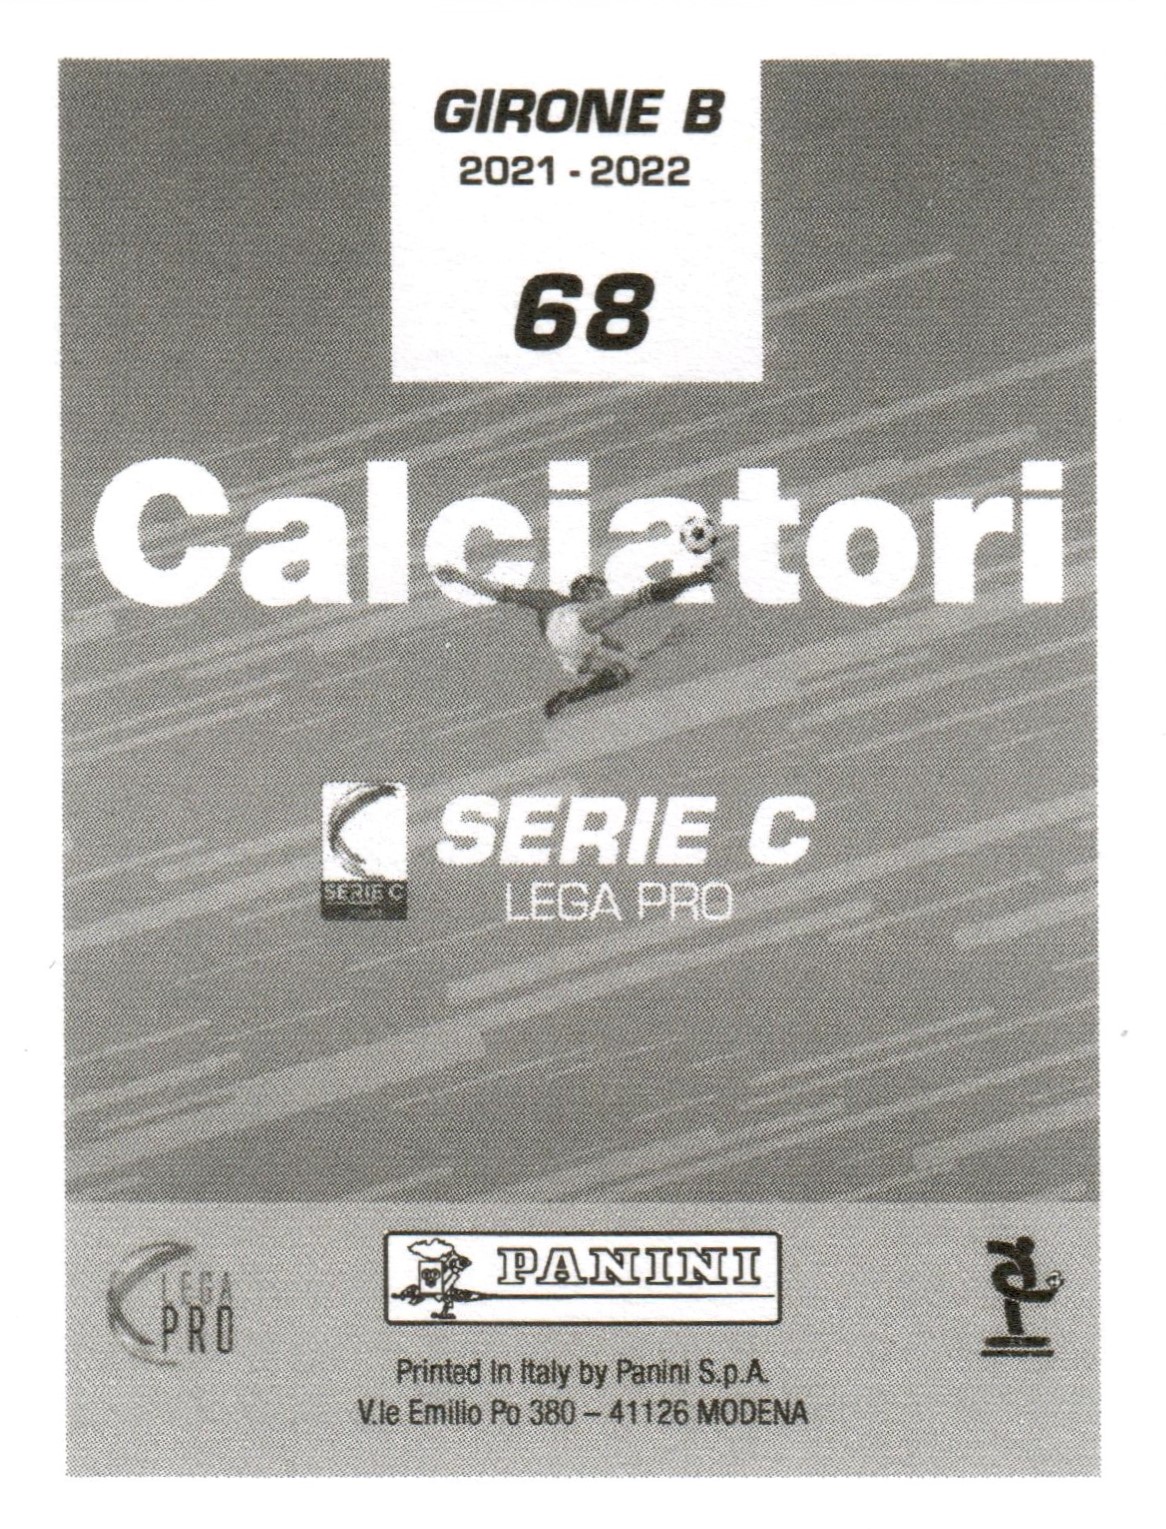 GIRONE B
2021 - 2022
68
Calciatori
SERIE C
SERIE C
LEGA PRO
LEGA
PRO
PANINI
Printed in Italy by Panini S.p.A.
V.le Emilio Po 380 – 41126 MODENA